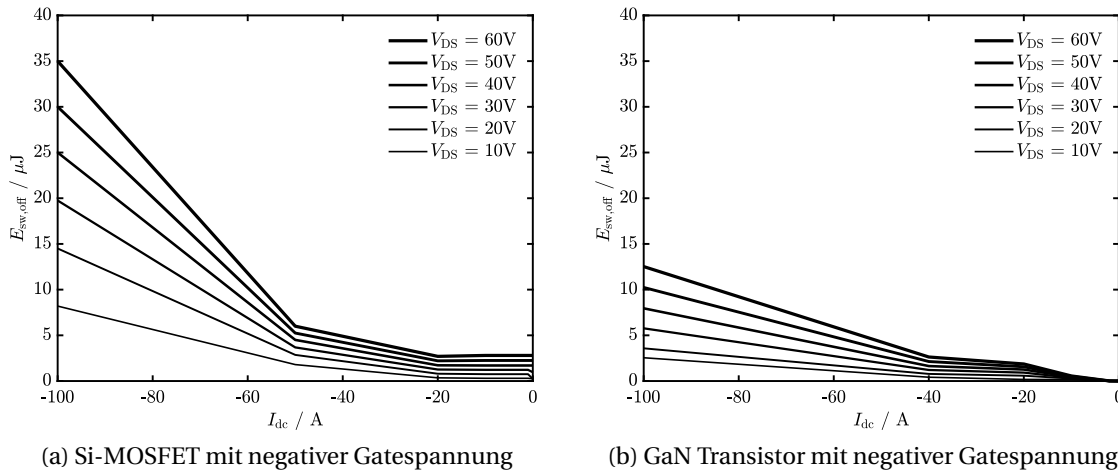 40
35
30
25
20
15
10
5
0
E_sw,off / μJ
V_DS = 60V
V_DS = 50V
V_DS = 40V
V_DS = 30V
V_DS = 20V
V_DS = 10V
-100 -80 -60 -40 -20 0
I_dc / A
(a) Si-MOSFET mit negativer Gatespannung
40
35
30
25
20
15
10
5
0
E_sw,off / μJ
V_DS = 60V
V_DS = 50V
V_DS = 40V
V_DS = 30V
V_DS = 20V
V_DS = 10V
-100 -80 -60 -40 -20 0
I_dc / A
(b) GaN Transistor mit negativer Gatespannung